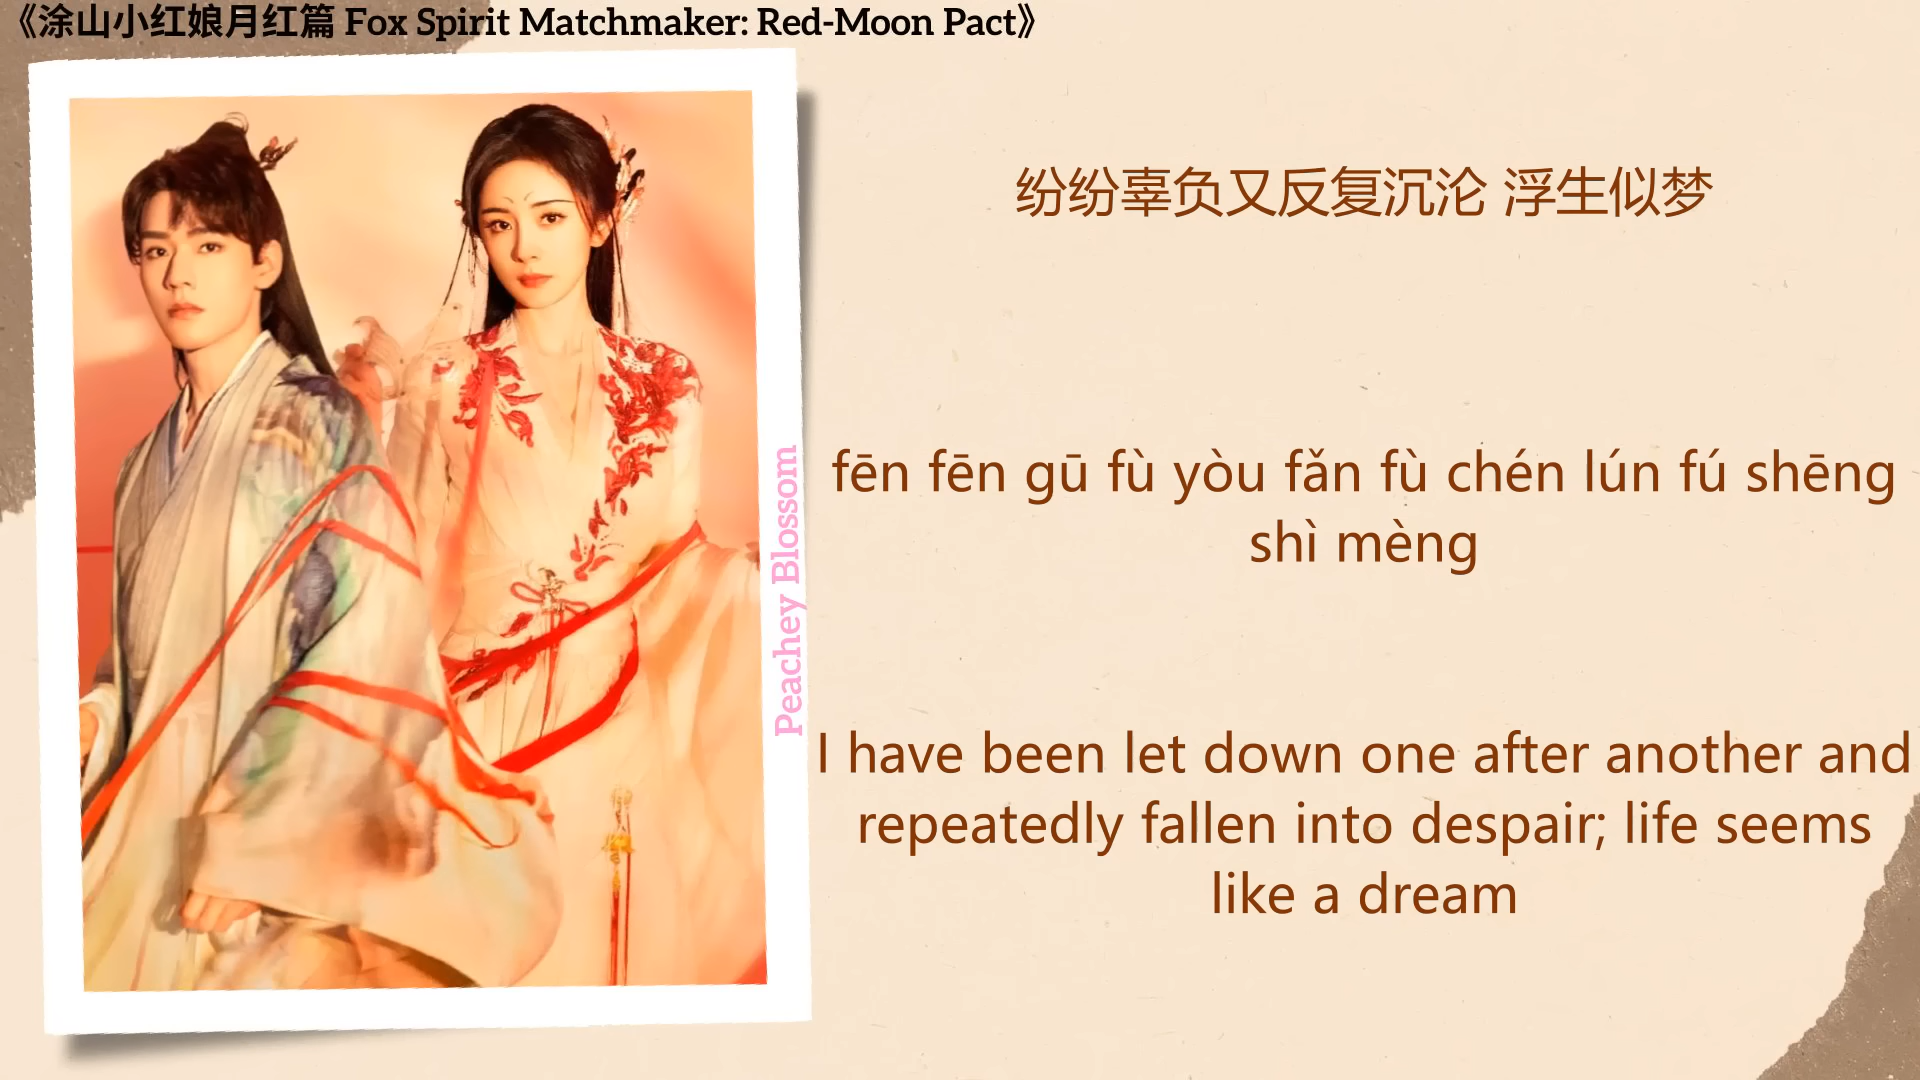 《涂山小红娘月红篇 Fox Spirit Matchmaker: Red-Moon Pact》
纷纷辜负又反复沉沦 浮生似梦
fēn fēn gū fù yòu fǎn fù chén lún fú shēng
shì mèng
Peachey Blossom
I have been let down one after another and
repeatedly fallen into despair; life seems
like a dream